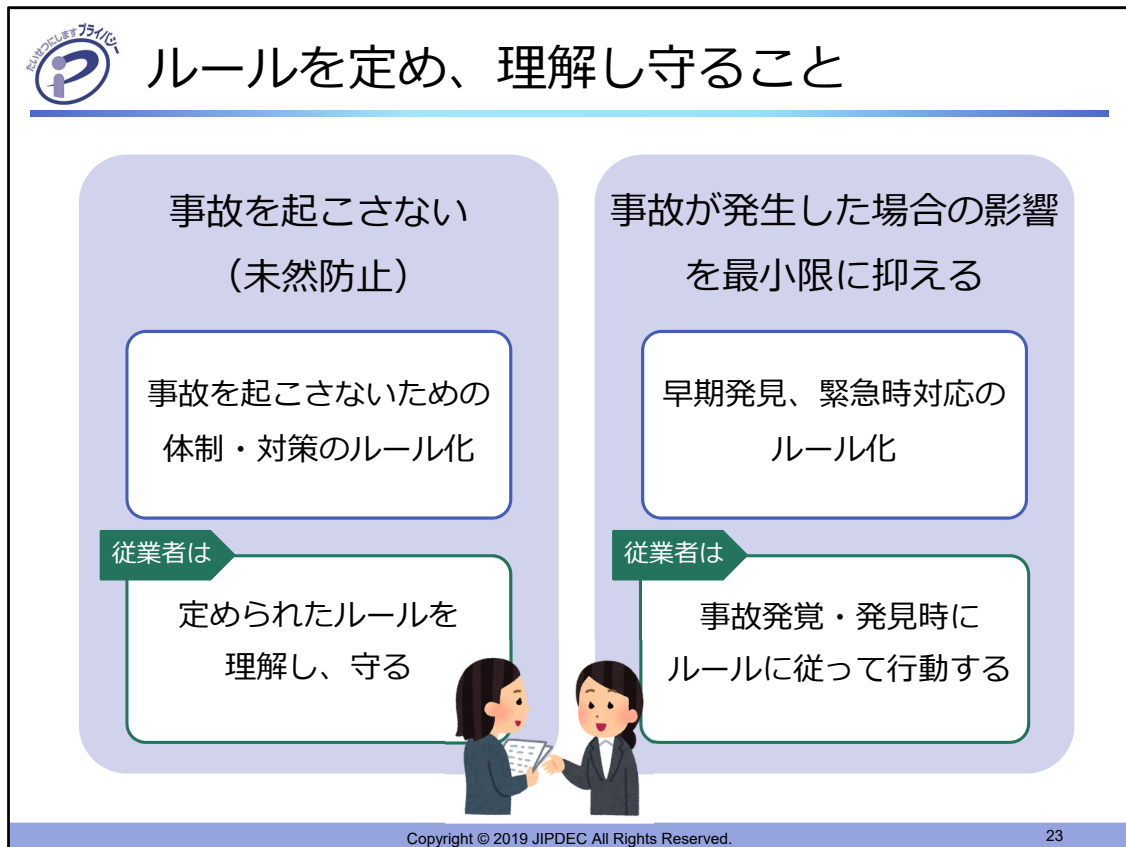 たいせつにしますプライバシー
ルールを定め、理解し守ること
事故を起こさない
（未然防止）
事故を起こさないための
体制・対策のルール化
従業者は
定められたルールを
理解し、守る
事故が発生した場合の影響
を最小限に抑える
早期発見、緊急時対応の
ルール化
従業者は
事故発覚・発見時に
ルールに従って行動する
Copyright © 2019 JIPDEC All Rights Reserved.
23